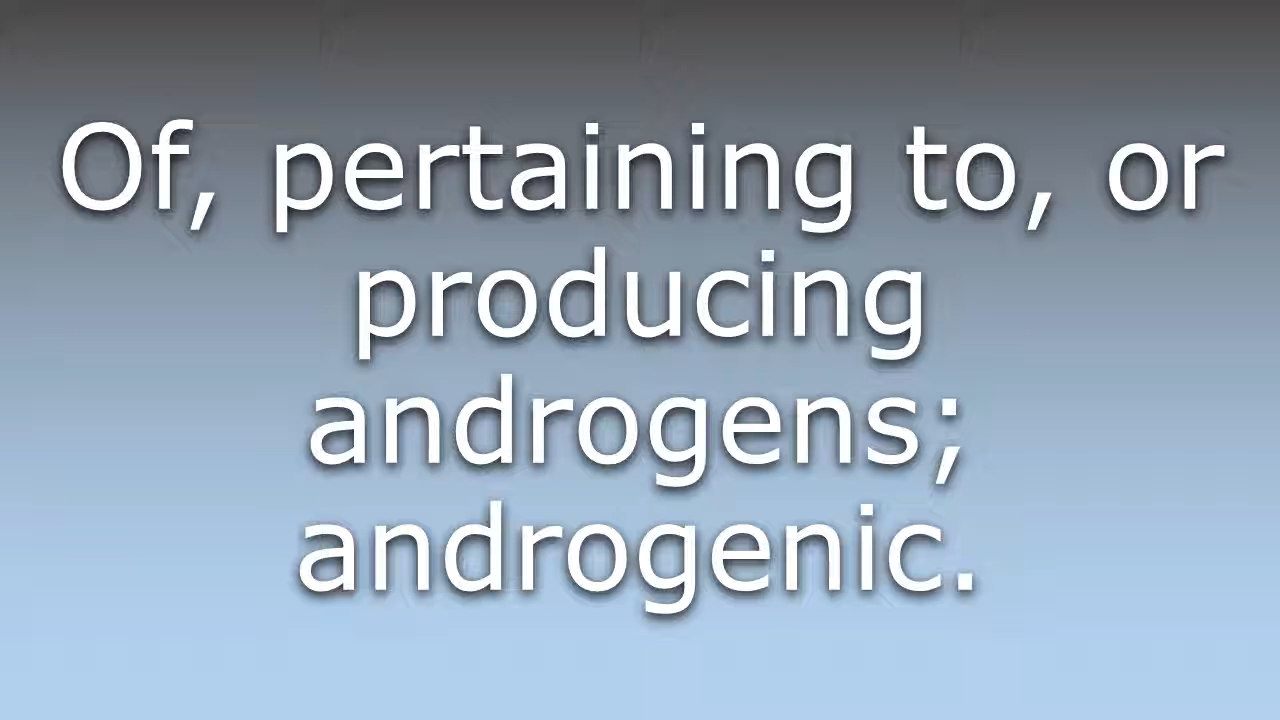 Of, pertaining to, or
producing
androgens;
androgenic.